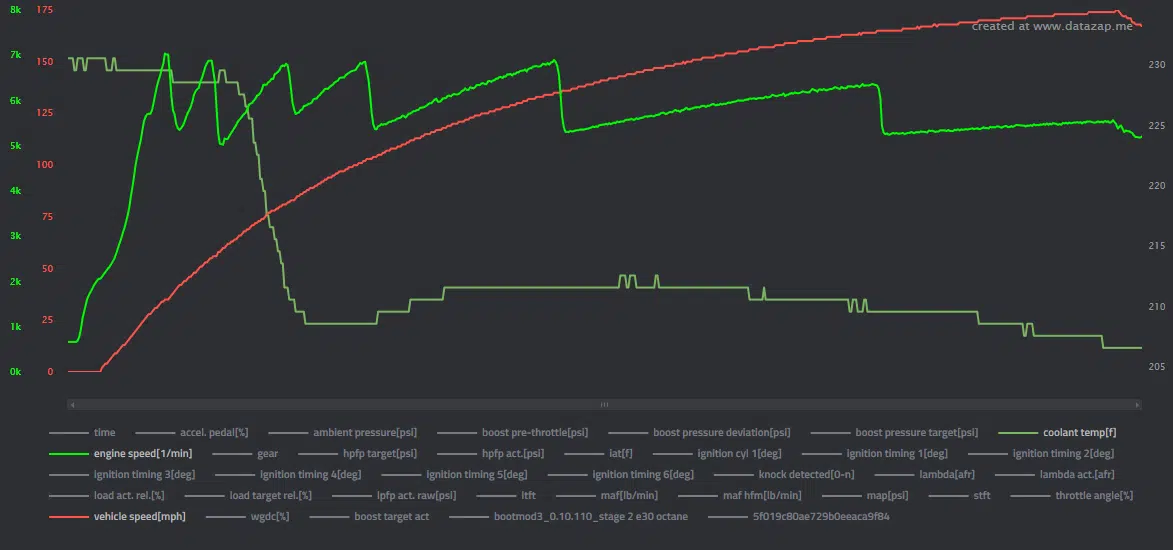 8k 175
created at www.datazap.me
7k 150 230
6k 125 225
5k
100
4k 220
75
3k 215
50
2k 210
25
1k
0k 0 205
time accel. pedal[%] ambient pressure[psi] boost pre-throttle[psi] boost pressure deviation[psi] boost pressure target[psi] coolant temp[f]
engine speed[1/min] gear hpfp target[psi] hpfp act.[psi] iat[f] ignition cyl 1[deg] ignition timing 1[deg] ignition timing 2[deg]
ignition timing 3[deg] ignition timing 4[deg] ignition timing 5[deg] ignition timing 6[deg] knock detected[0-n] lambda[afr] lambda act.[afr]
load act. rel.[%] load target rel.[%] lpfp act. raw[psi] ltft maf[lb/min] maf hfm[lb/min] map[psi] stft throttle angle[%]
vehicle speed[mph] wgdc[%] boost target act bootmod3_0.10.110_stage 2 e30 octane 5f019c80ae729b0eeaca9f84